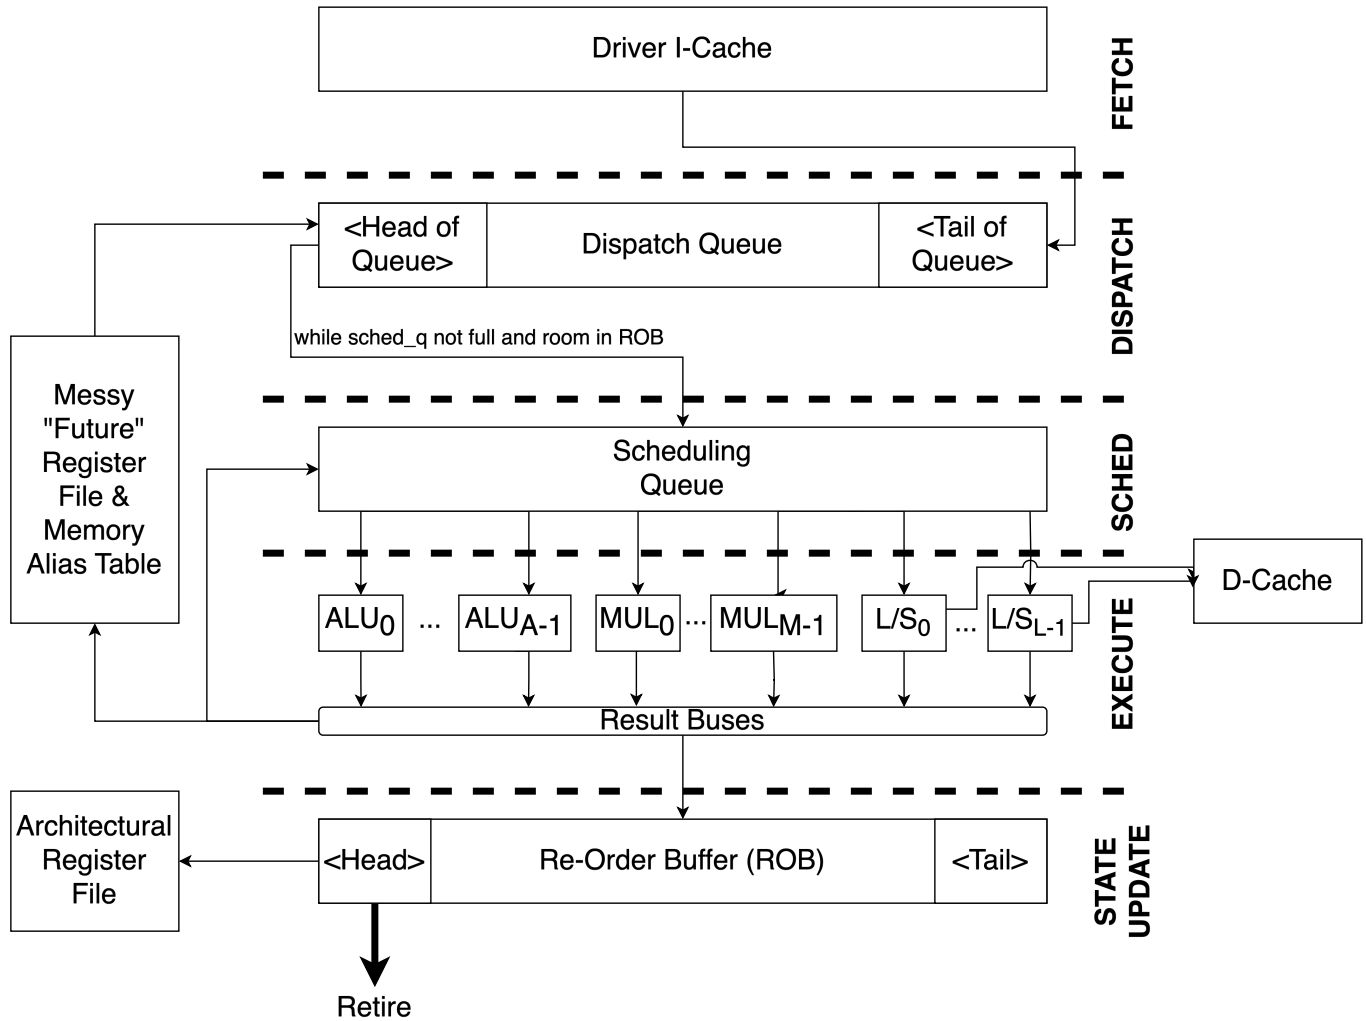 Driver I-Cache
FETCH
<Head of
Queue>
Dispatch Queue
<Tail of
Queue>
DISPATCH
while sched_q not full and room in ROB
Messy
"Future"
Register
File &
Memory
Alias Table
Scheduling
Queue
SCHED
ALU0
...
ALUA-1
MUL0
...
MULM-1
L/S0
...
L/SL-1
D-Cache
EXECUTE
Result Buses
Architectural
Register
File
<Head>
Re-Order Buffer (ROB)
<Tail>
STATE
UPDATE
Retire